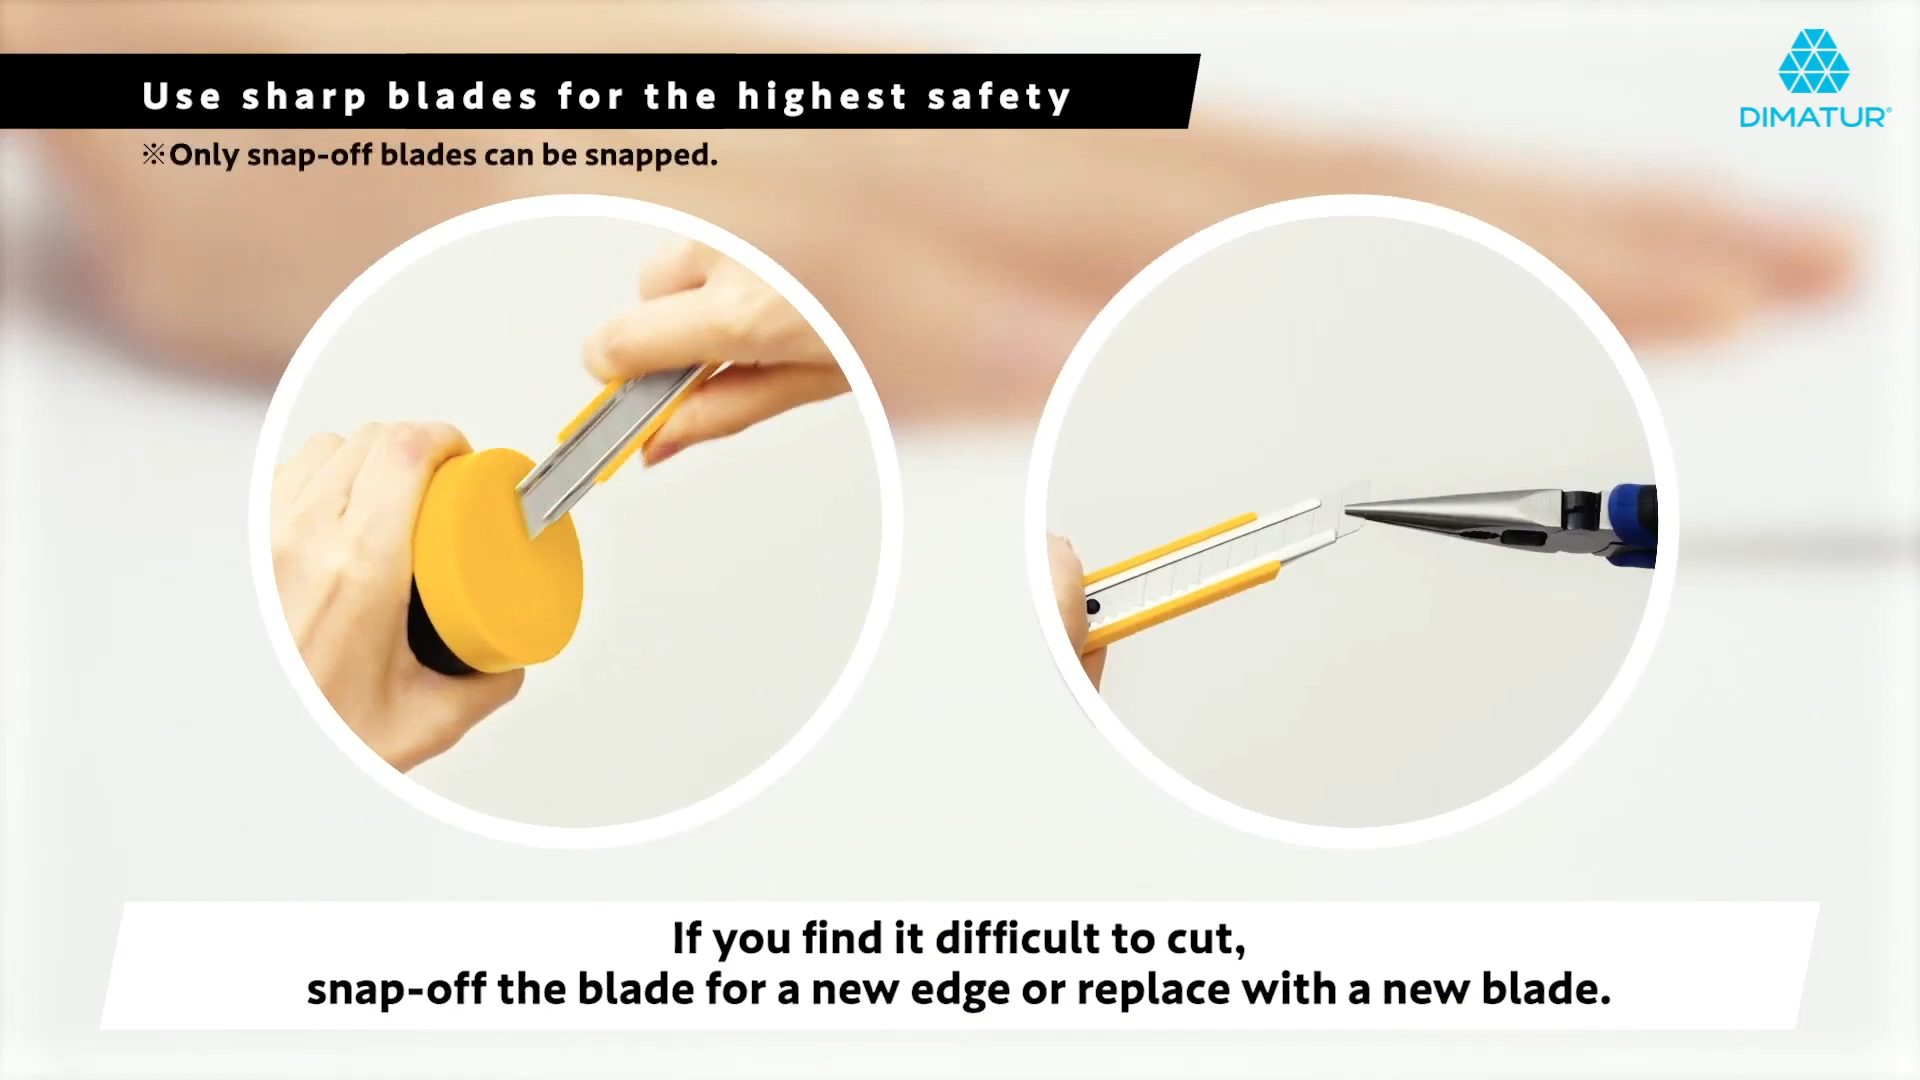 Use sharp blades for the highest safety
DIMATUR®
※Only snap-off blades can be snapped.
If you find it difficult to cut,
snap-off the blade for a new edge or replace with a new blade.